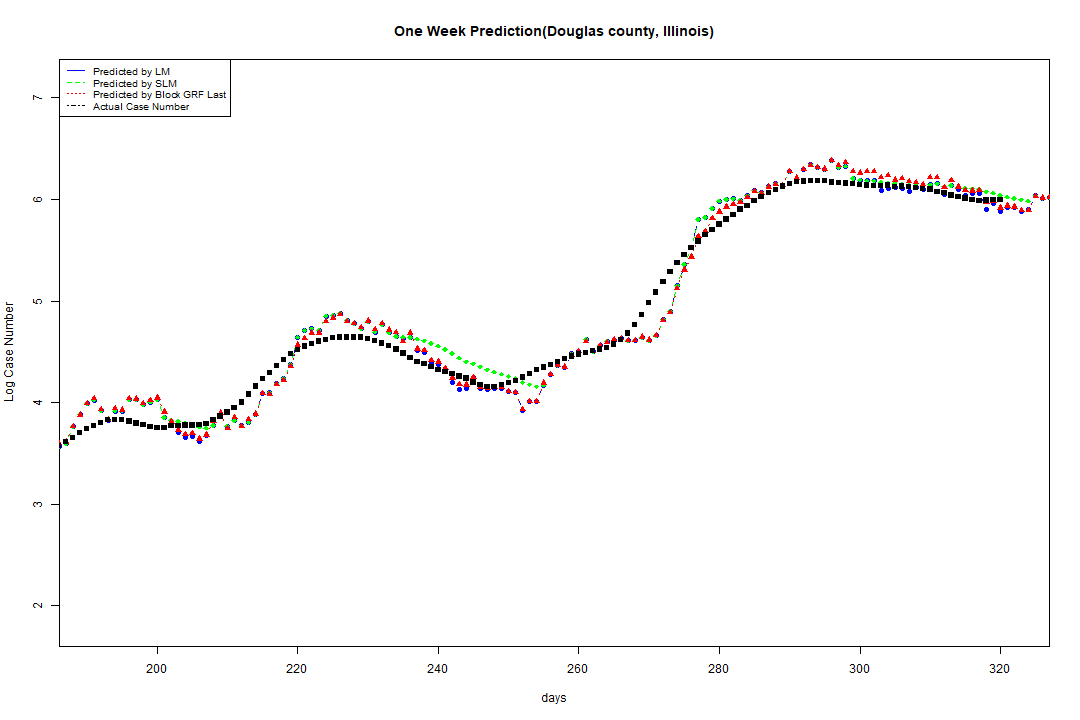 One Week Prediction(Douglas county, Illinois)
Predicted by LM
Predicted by SLM
Predicted by Block GRF Last
Actual Case Number
7
6
5
4
3
2
Log Case Number
200 220 240 260 280 300 320
days